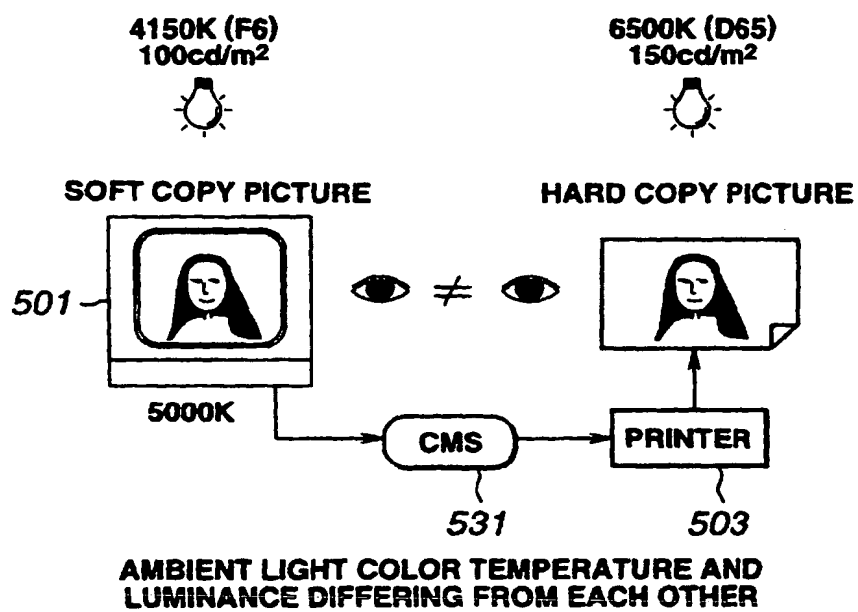 4150K (F6)
100cd/m²
6500K (D65)
150cd/m²
SOFT COPY PICTURE
HARD COPY PICTURE
501
≠
5000K
CMS
PRINTER
531
503
AMBIENT LIGHT COLOR TEMPERATURE AND
LUMINANCE DIFFERING FROM EACH OTHER